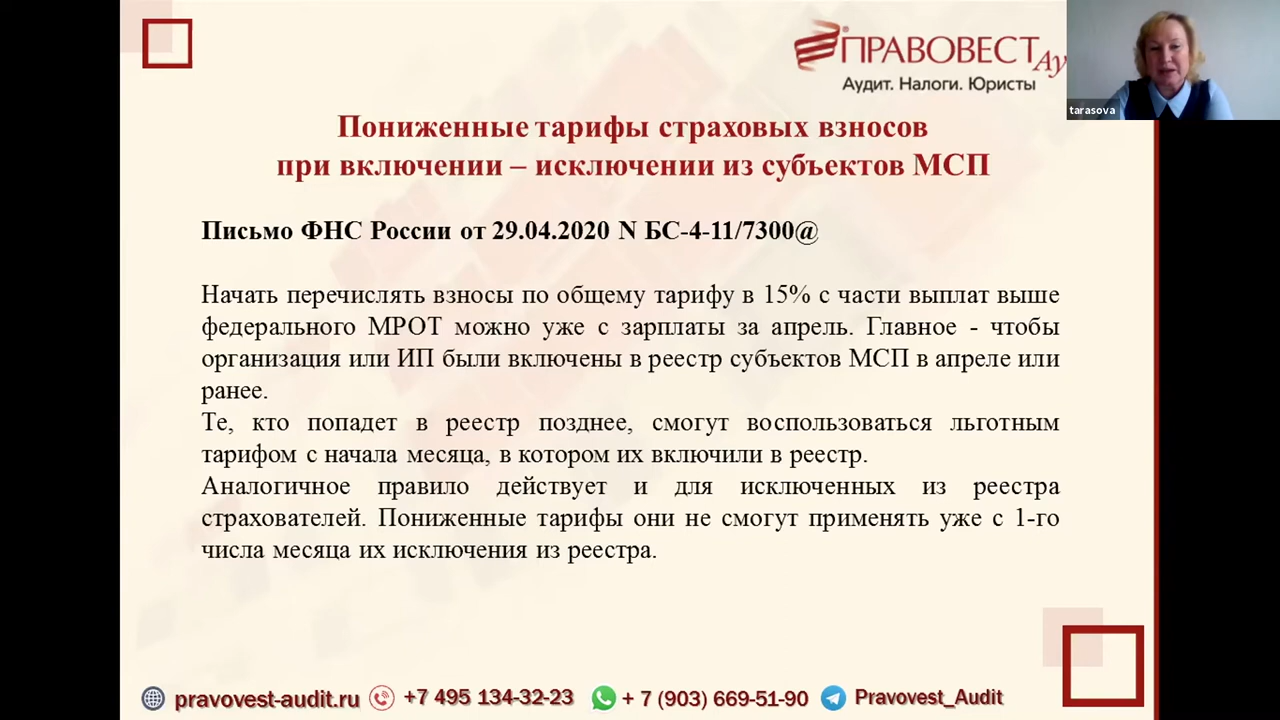 ПРАВОВЕСТ Ау
Аудит. Налоги. Юристы
tarasova
Пониженные тарифы страховых взносов
при включении – исключении из субъектов МСП
Письмо ФНС России от 29.04.2020 N БС-4-11/7300@
Начать перечислять взносы по общему тарифу в 15% с части выплат выше
федерального МРОТ можно уже с зарплаты за апрель. Главное - чтобы
организация или ИП были включены в реестр субъектов МСП в апреле или
ранее.
Те, кто попадет в реестр позднее, смогут воспользоваться льготным
тарифом с начала месяца, в котором их включили в реестр.
Аналогичное правило действует и для исключенных из реестра
страхователей. Пониженные тарифы они не смогут применять уже с 1-го
числа месяца их исключения из реестра.
pravovest-audit.ru +7 495 134-32-23 + 7 (903) 669-51-90 Pravovest_Audit